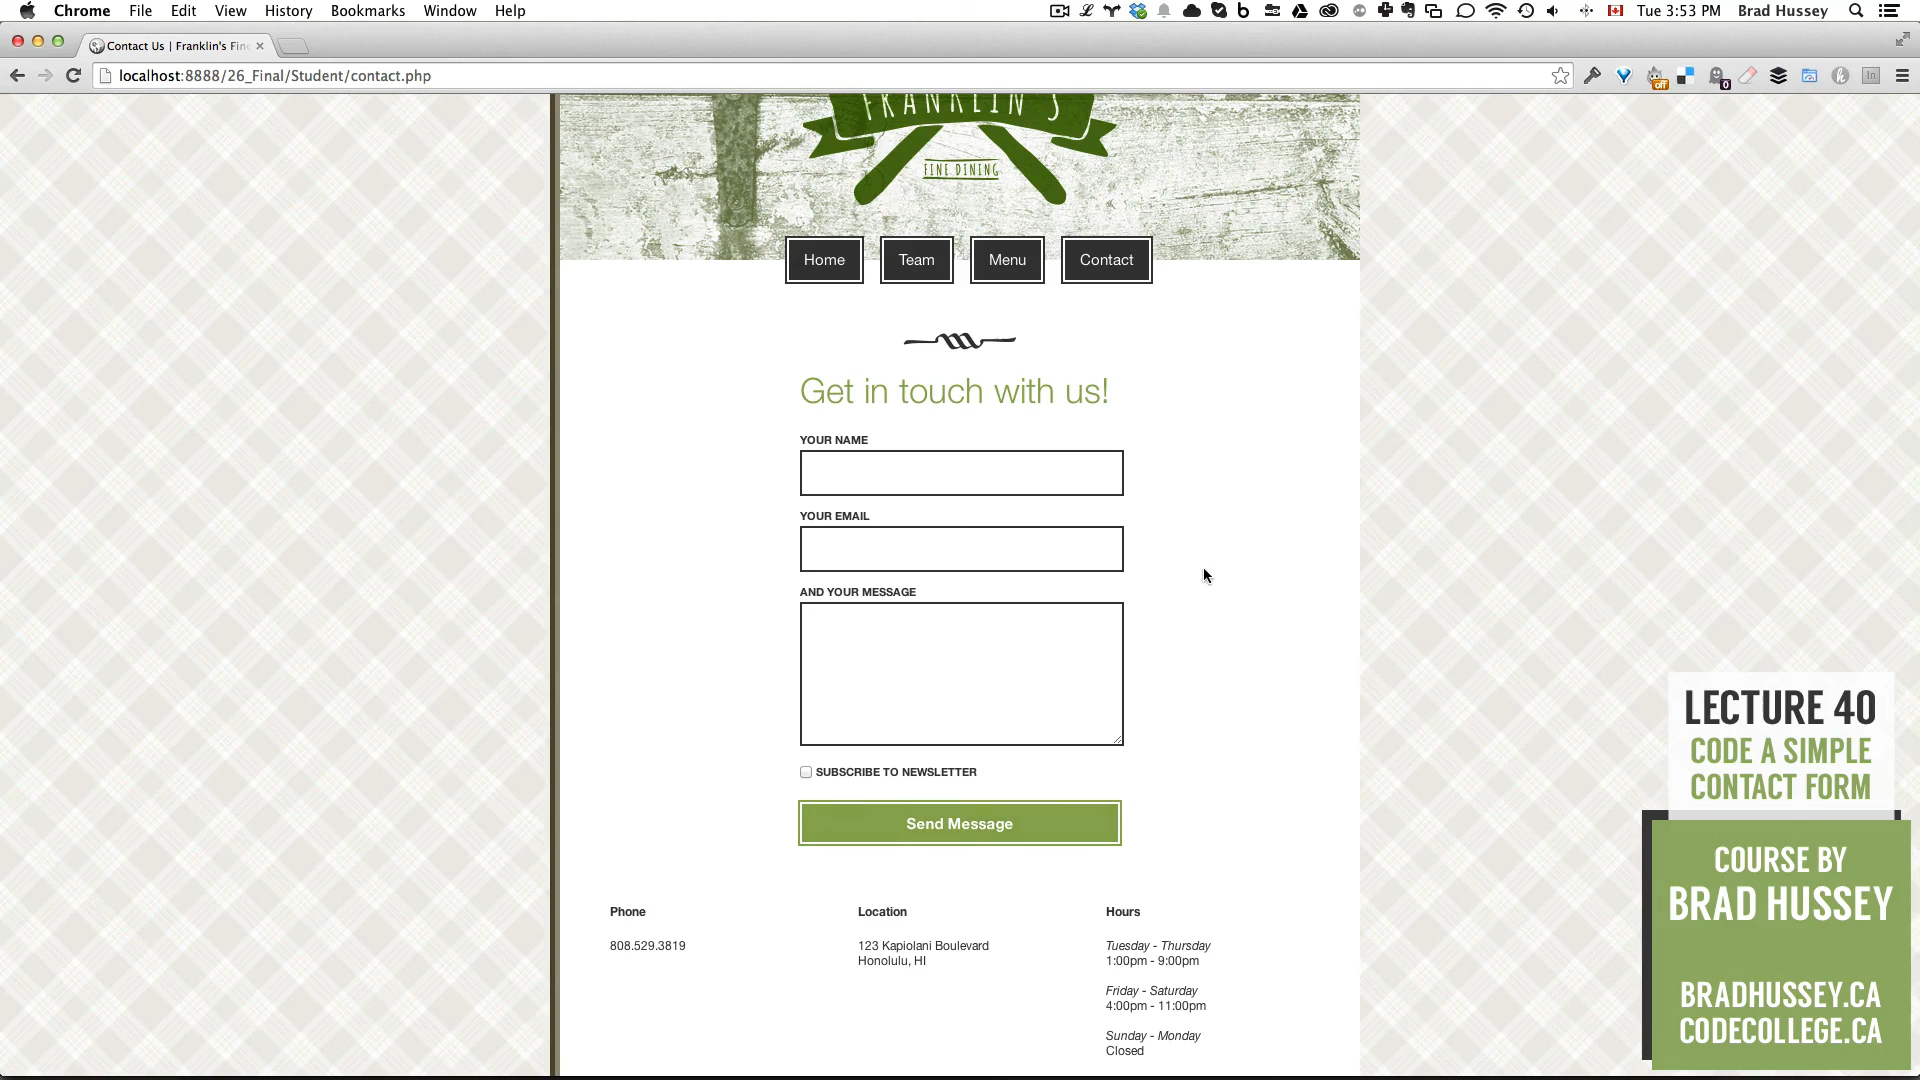 Chrome File Edit View History Bookmarks Window Help Tue 3:53 PM Brad Hussey
Contact Us | Franklin's Fin
localhost:8888/26_Final/Student/contact.php
off
0
FRANKLIN'S
FINE DINING
Home Team Menu Contact
Get in touch with us!
YOUR NAME
YOUR EMAIL
AND YOUR MESSAGE
SUBSCRIBE TO NEWSLETTER
Send Message
Phone
808.529.3819
Location
123 Kapiolani Boulevard
Honolulu, HI
Hours
Tuesday - Thursday
1:00pm - 9:00pm
Friday - Saturday
4:00pm - 11:00pm
Sunday - Monday
Closed
LECTURE 40
CODE A SIMPLE
CONTACT FORM
COURSE BY
BRAD HUSSEY
BRADHUSSEY.CA
CODECOLLEGE.CA